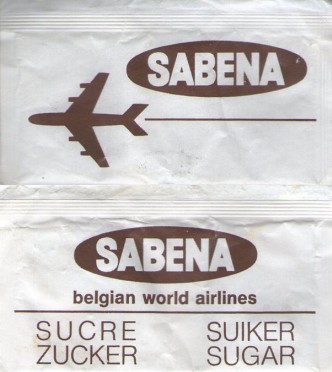 SABENA
SABENA
belgian world airlines
SUCRE SUIKER
ZUCKER SUGAR